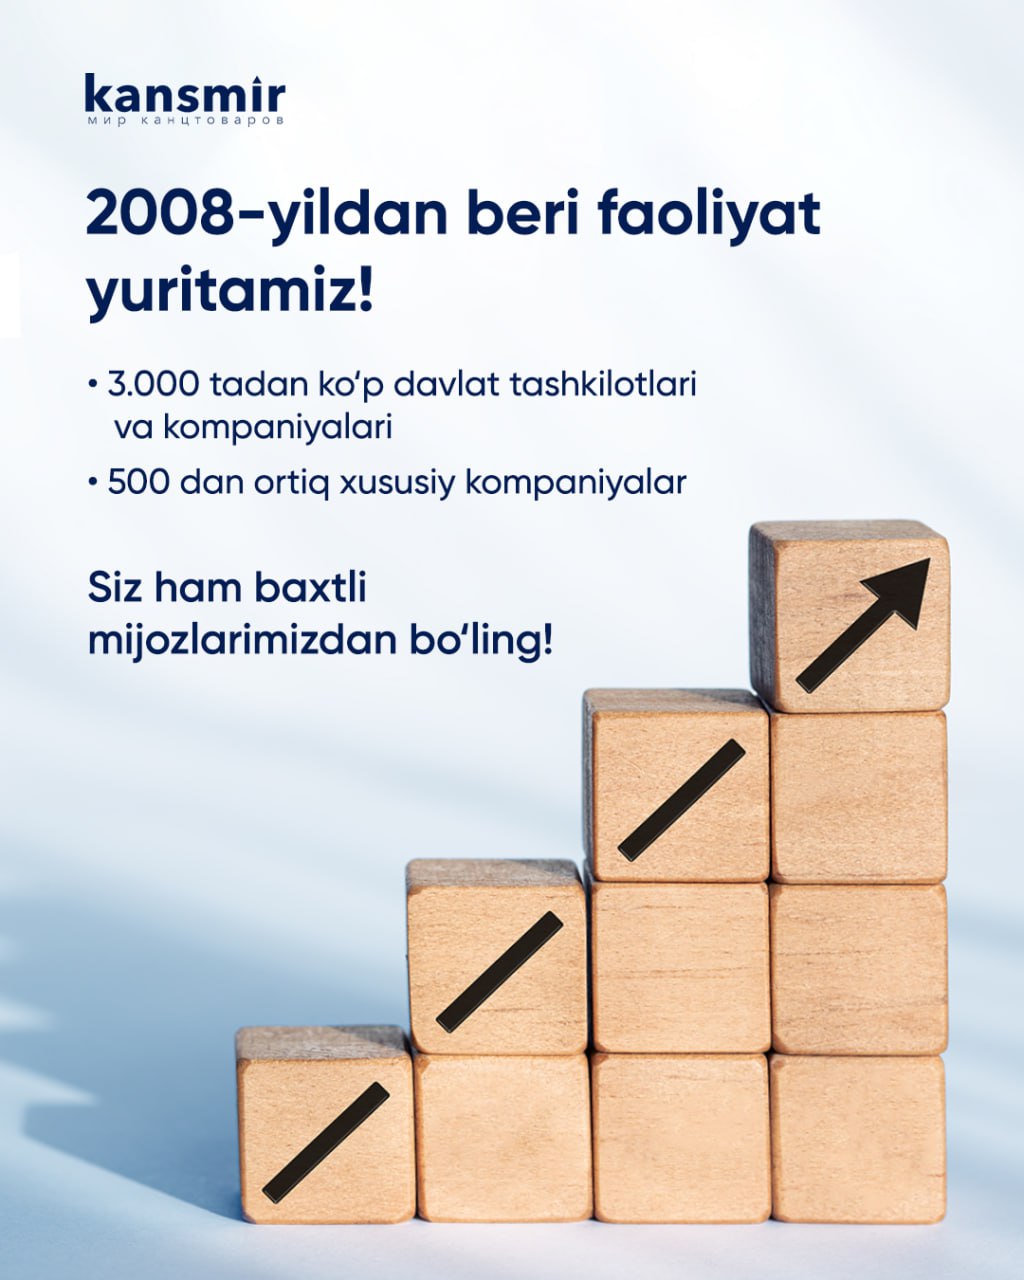 kansmir
мир канцтоваров
2008-yildan beri faoliyat
yuritamiz!
• 3.000 tadan ko‘p davlat tashkilotlari
va kompaniyalari
• 500 dan ortiq xususiy kompaniyalar
Siz ham baxtli
mijozlarimizdan bo‘ling!